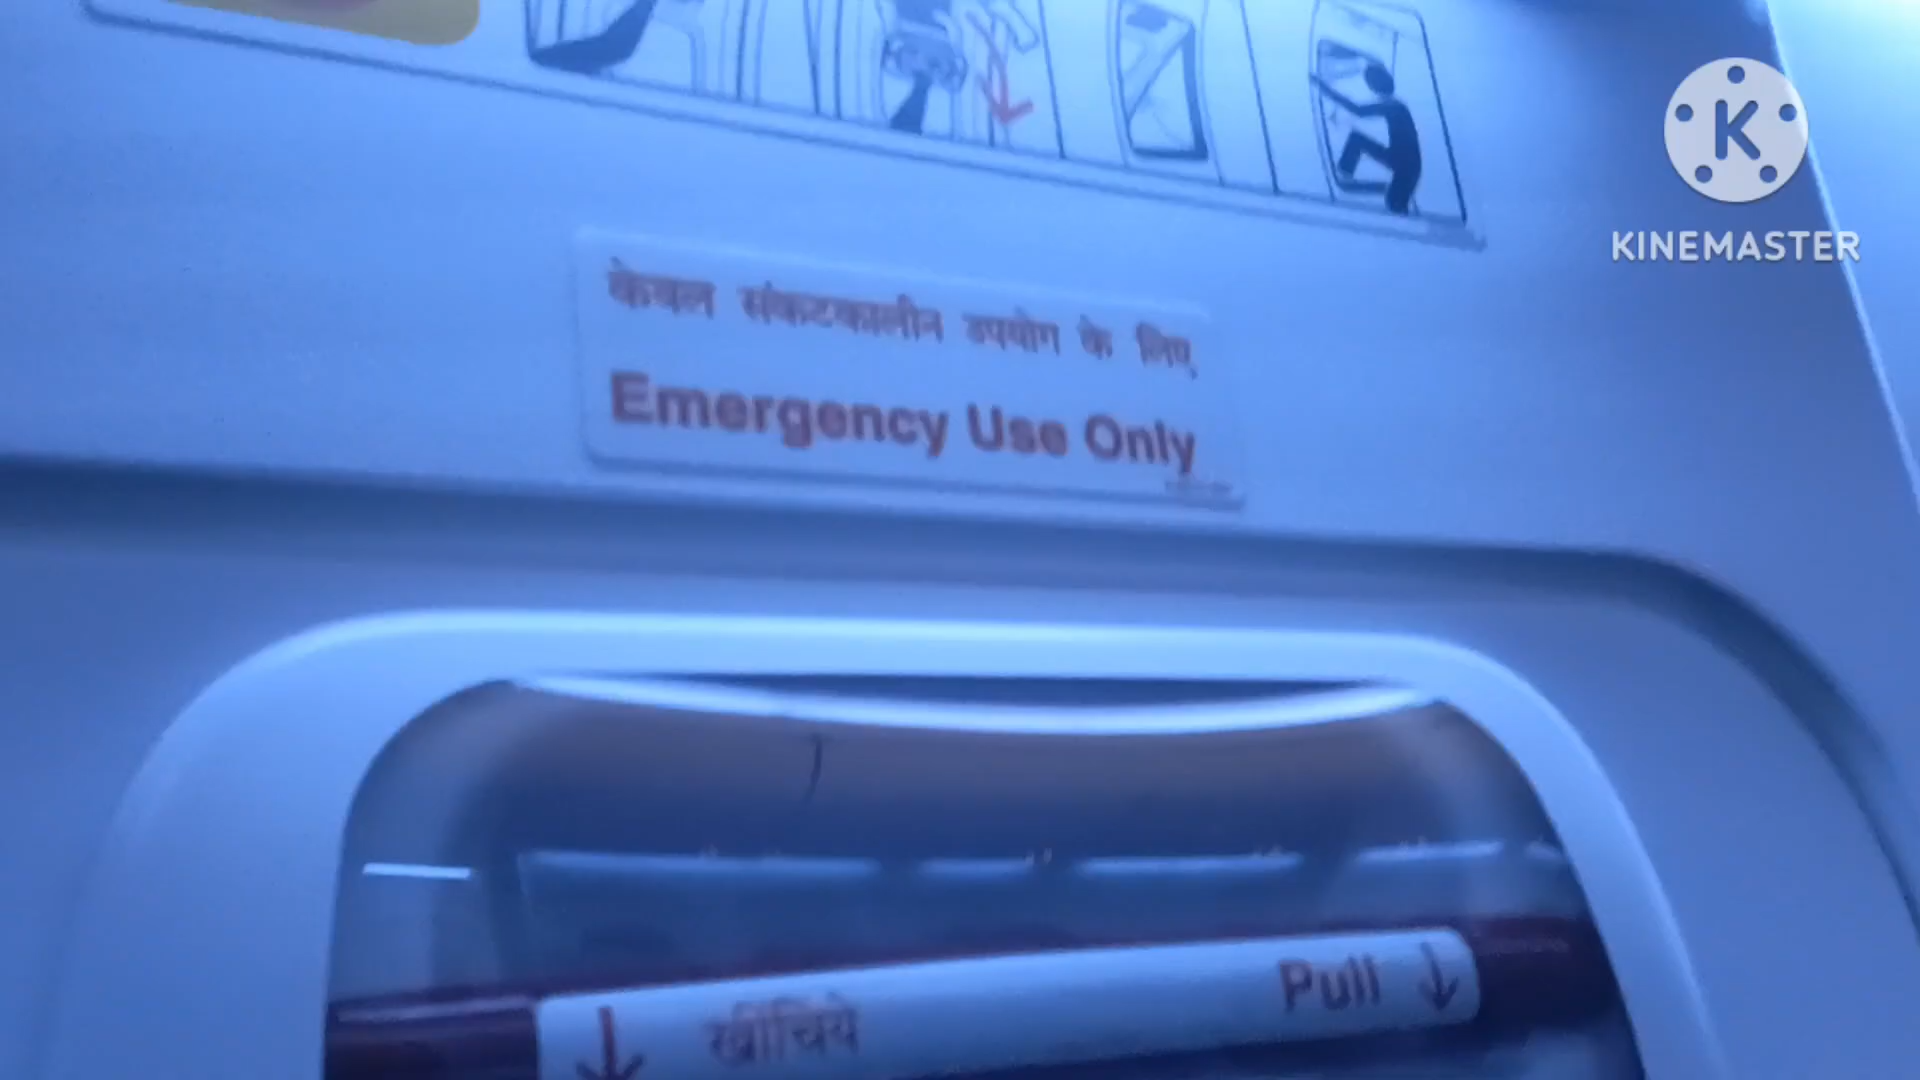 K
KINEMASTER
केवल संकटकालीन उपयोग के लिए
Emergency Use Only
खींचिये Pull